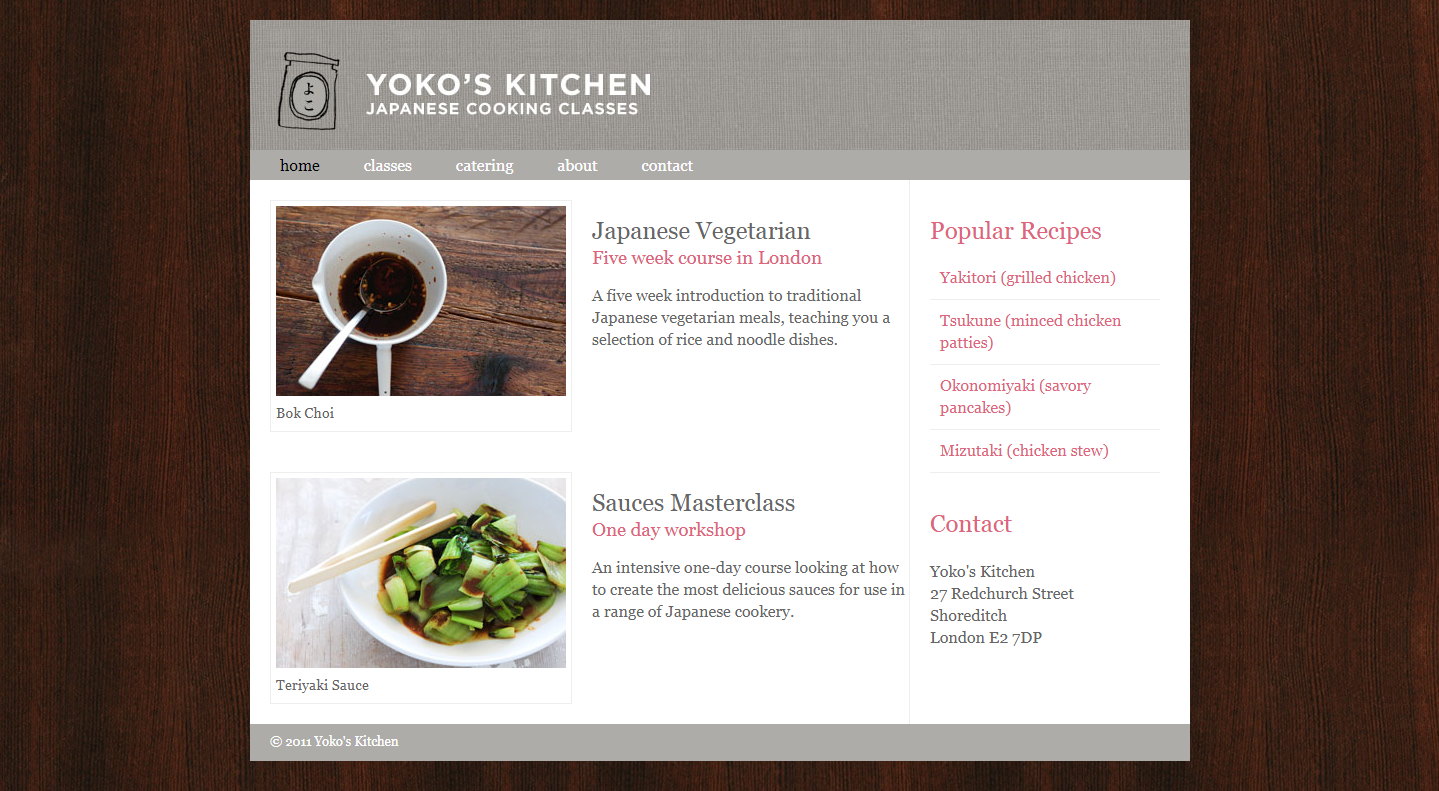 よこ
YOKO'S KITCHEN
JAPANESE COOKING CLASSES
home classes catering about contact
Bok Choi
Japanese Vegetarian
Five week course in London
A five week introduction to traditional
Japanese vegetarian meals, teaching you a
selection of rice and noodle dishes.
Teriyaki Sauce
Sauces Masterclass
One day workshop
An intensive one-day course looking at how
to create the most delicious sauces for use in
a range of Japanese cookery.
Popular Recipes
Yakitori (grilled chicken)
Tsukune (minced chicken
patties)
Okonomiyaki (savory
pancakes)
Mizutaki (chicken stew)
Contact
Yoko's Kitchen
27 Redchurch Street
Shoreditch
London E2 7DP
© 2011 Yoko's Kitchen